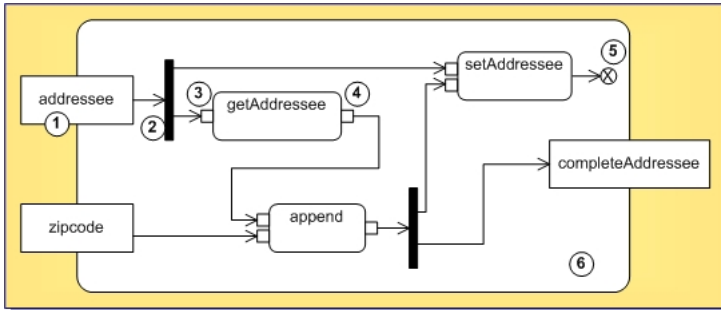 5
setAddressee
addressee
3
4
getAddressee
1
2
completeAddressee
zipcode
append
6